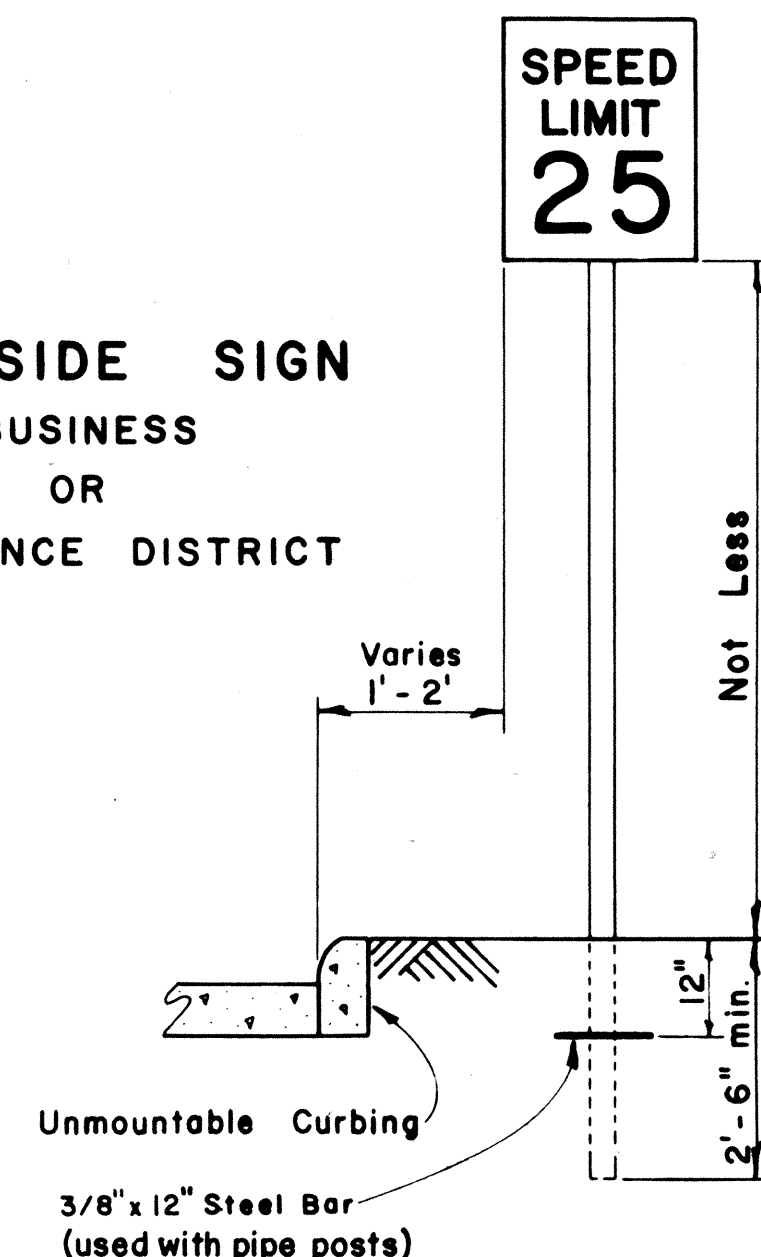 SPEED
LIMIT
25
SIDE SIGN
BUSINESS
OR
NCE DISTRICT
Not Less
Varies
1' - 2'
12"
2'-6" min.
Unmountable Curbing
3/8" x 12" Steel Bar
(used with pipe posts)